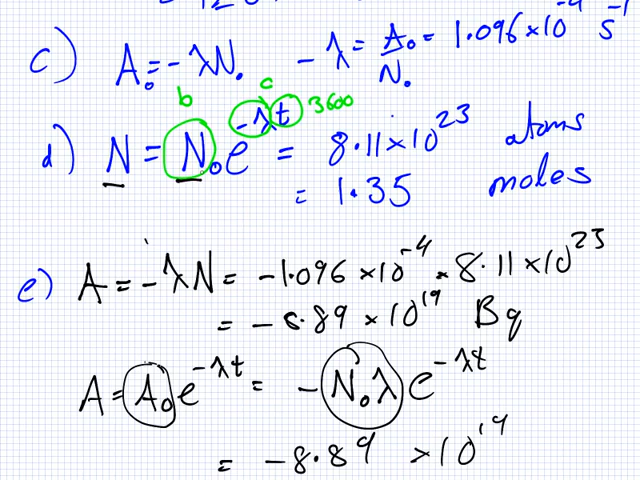 c) A₀ = -λN₀ - λ = A₀/N₀ = 1.096 × 10⁻⁴ s⁻¹
b c
d) N = N₀e^(-λt) 3600 = 8.11 × 10²³ atoms
= 1.35 moles
e) A = -λN = -1.096 × 10⁻⁴ × 8.11 × 10²³
= -8.89 × 10¹⁹ Bq
A = A₀e^(-λt) = -N₀λe^(-λt)
= -8.89 × 10¹⁹